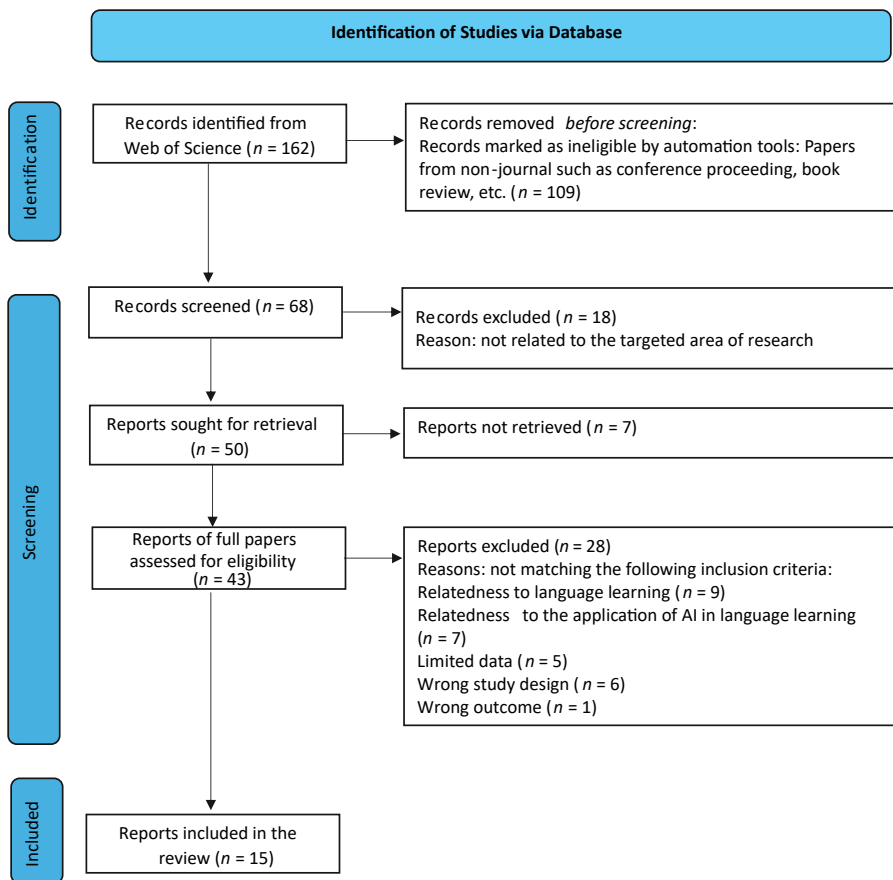 Identification of Studies via Database
Identification
Records identified from
Web of Science (n = 162)
Records removed before screening:
Records marked as ineligible by automation tools: Papers
from non-journal such as conference proceeding, book
review, etc. (n = 109)
Screening
Records screened (n = 68)
Records excluded (n = 18)
Reason: not related to the targeted area of research
Reports sought for retrieval
(n = 50)
Reports not retrieved (n = 7)
Reports of full papers
assessed for eligibility
(n = 43)
Reports excluded (n = 28)
Reasons: not matching the following inclusion criteria:
Relatedness to language learning (n = 9)
Relatedness to the application of AI in language learning
(n = 7)
Limited data (n = 5)
Wrong study design (n = 6)
Wrong outcome (n = 1)
Included
Reports included in the
review (n = 15)